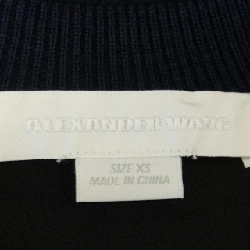 ALEXANDER WANG
SIZE XS
MADE IN CHINA